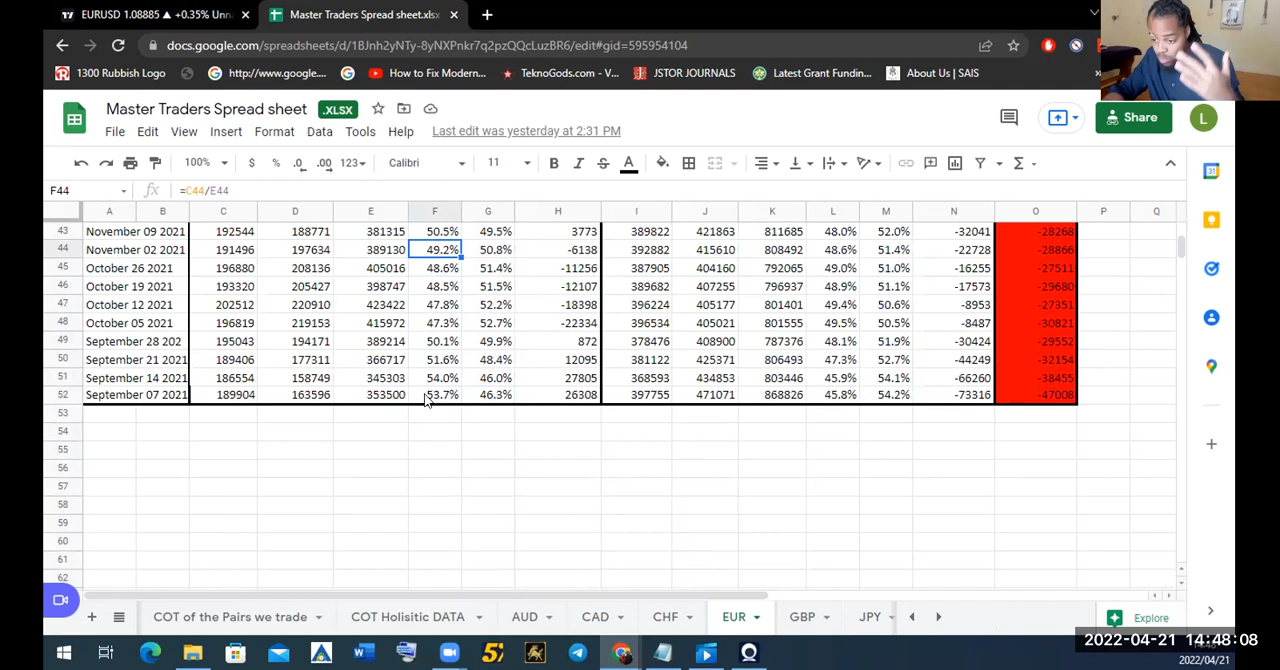 EURUSD 1.08885 ▲ +0.35% Unna
Master Traders Spread sheet.xlsx
docs.google.com/spreadsheets/d/1BJnh2yNTy-8yNXPnkr7q2pzQQcLuzBR6/edit#gid=595954104
1300 Rubbish Logo http://www.google.... How to Fix Modern... TeknoGods.com - V... JSTOR JOURNALS Latest Grant Fundin... About Us | SAIS »
Master Traders Spread sheet .XLSX
Share L
File Edit View Insert Format Data Tools Help Last edit was yesterday at 2:31 PM
100% $ % .0 .00 123 Calibri 11 B I S A Σ
F44 fx =C44/E44
A B C D E F G H I J K L M N O P Q
43 November 09 2021 192544 188771 381315 50.5% 49.5% 3773 389822 421863 811685 48.0% 52.0% -32041 -28268
44 November 02 2021 191496 197634 389130 49.2% 50.8% -6138 392882 415610 808492 48.6% 51.4% -22728 -28866
45 October 26 2021 196880 208136 405016 48.6% 51.4% -11256 387905 404160 792065 49.0% 51.0% -16255 -27511
46 October 19 2021 193320 205427 398747 48.5% 51.5% -12107 389682 407255 796937 48.9% 51.1% -17573 -29680
47 October 12 2021 202512 220910 423422 47.8% 52.2% -18398 396224 405177 801401 49.4% 50.6% -8953 -27351
48 October 05 2021 196819 219153 415972 47.3% 52.7% -22334 396534 405021 801555 49.5% 50.5% -8487 -30821
49 September 28 202 195043 194171 389214 50.1% 49.9% 872 378476 408900 787376 48.1% 51.9% -30424 -29552
50 September 21 2021 189406 177311 366717 51.6% 48.4% 12095 381122 425371 806493 47.3% 52.7% -44249 -32154
51 September 14 2021 186554 158749 345303 54.0% 46.0% 27805 368593 434853 803446 45.9% 54.1% -66260 -38455
52 September 07 2021 189904 163596 353500 53.7% 46.3% 26308 397755 471071 868826 45.8% 54.2% -73316 -47008
53
54
55
56
57
58
59
60
61
62
COT of the Pairs we trade COT Holisitic DATA AUD CAD CHF EUR GBP JPY Explore
2022-04-21 14:48:08
2022/04/21